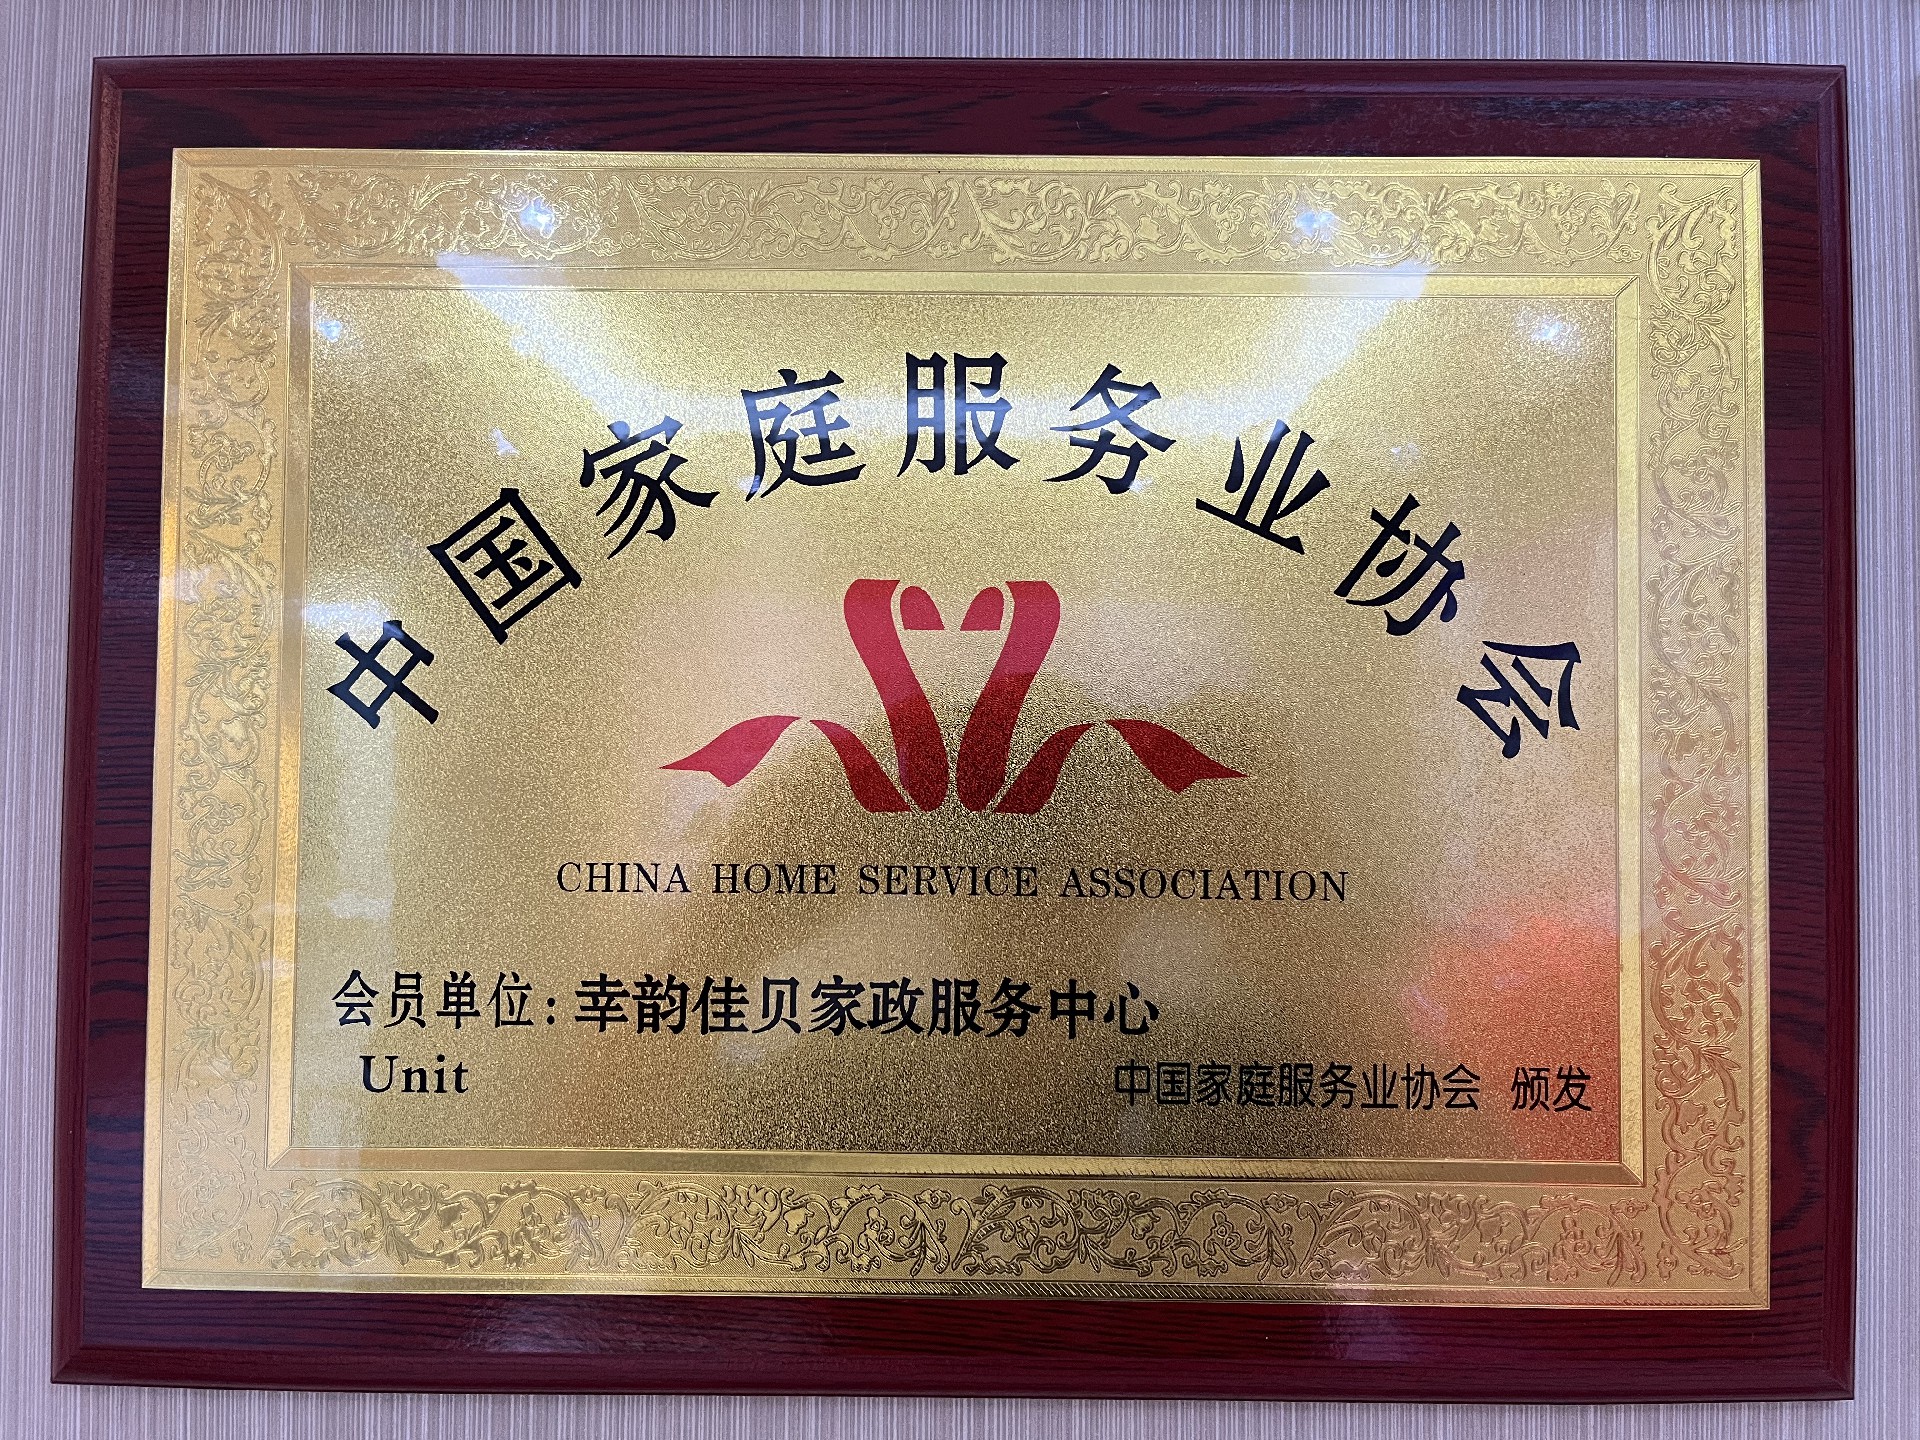 中国家庭服务业协会
CHINA HOME SERVICE ASSOCIATION
会员单位:幸韵佳贝家政服务中心
Unit
中国家庭服务业协会 颁发